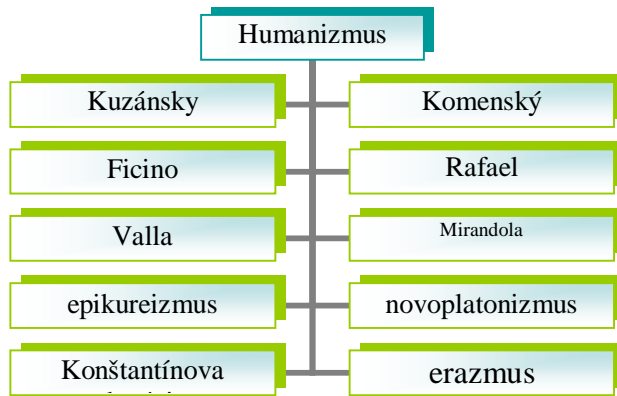 Humanizmus
Kuzánsky
Komenský
Ficino
Rafael
Valla
Mirandola
epikureizmus
novoplatonizmus
Konštantínova
erazmus